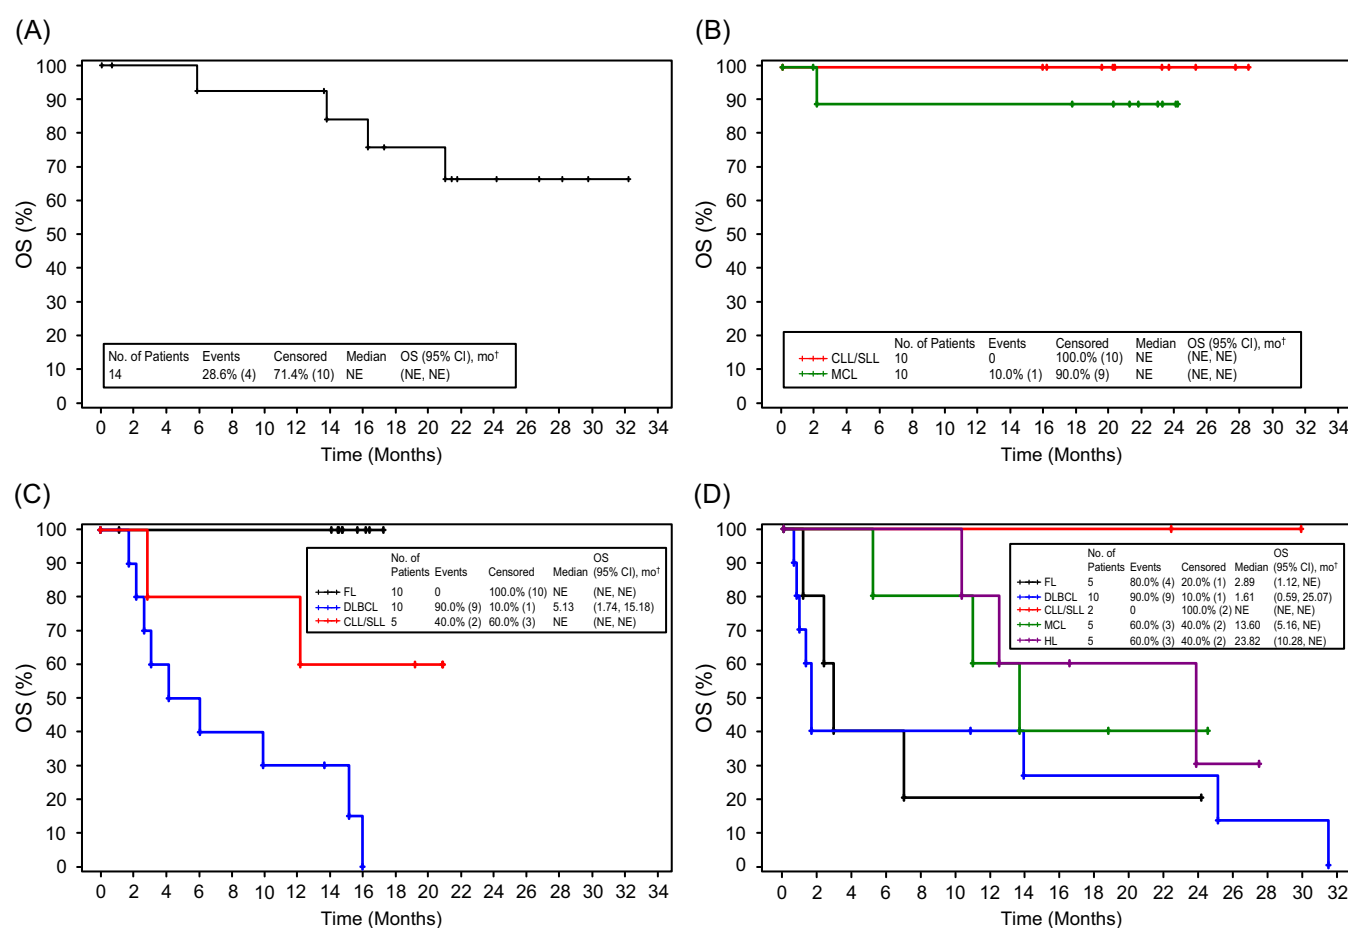 (A)
100
90
80
70
60
50
40
30
20
10
0
OS (%)
No. of Patients Events Censored Median OS (95% CI), mo†
14 28.6% (4) 71.4% (10) NE (NE, NE)
0 2 4 6 8 10 12 14 16 18 20 22 24 26 28 30 32 34
Time (Months)
(B)
100
90
80
70
60
50
40
30
20
10
0
OS (%)
No. of Patients Events Censored Median OS (95% CI), mo†
CLL/SLL 10 0 100.0% (10) NE (NE, NE)
MCL 10 10.0% (1) 90.0% (9) NE (NE, NE)
0 2 4 6 8 10 12 14 16 18 20 22 24 26 28 30 32 34
Time (Months)
(C)
100
90
80
70
60
50
40
30
20
10
0
OS (%)
No. of OS
Patients Events Censored Median (95% CI), mo†
FL 10 0 100.0% (10) NE (NE, NE)
DLBCL 10 90.0% (9) 10.0% (1) 5.13 (1.74, 15.18)
CLL/SLL 5 40.0% (2) 60.0% (3) NE (NE, NE)
0 2 4 6 8 10 12 14 16 18 20 22 24 26 28 30 32 34
Time (Months)
(D)
100
90
80
70
60
50
40
30
20
10
0
OS (%)
No. of OS
Patients Events Censored Median (95% CI), mo†
FL 5 80.0% (4) 20.0% (1) 2.89 (1.12, NE)
DLBCL 10 90.0% (9) 10.0% (1) 1.61 (0.59, 25.07)
CLL/SLL 2 0 100.0% (2) NE (NE, NE)
MCL 5 60.0% (3) 40.0% (2) 13.60 (5.16, NE)
HL 5 60.0% (3) 40.0% (2) 23.82 (10.28, NE)
0 2 4 6 8 10 12 14 16 18 20 22 24 26 28 30 32
Time (Months)